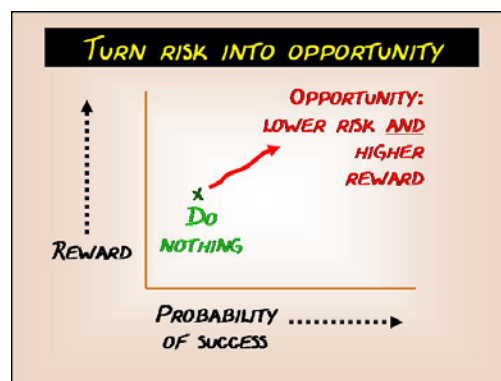 TURN RISK INTO OPPORTUNITY
OPPORTUNITY:
LOWER RISK AND
HIGHER
REWARD
x
DO
NOTHING
REWARD
PROBABILITY
OF SUCCESS